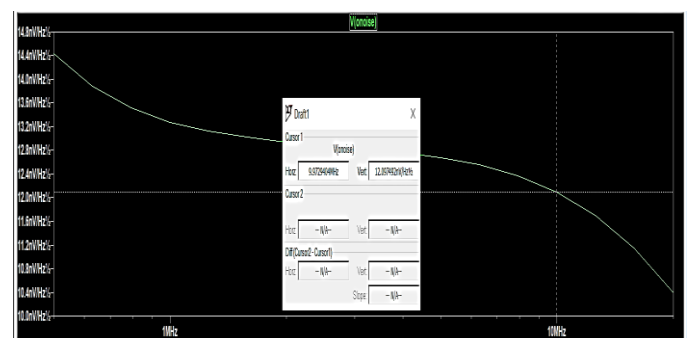 V(onoise)
14.8nV/Hz½
14.4nV/Hz½
14.0nV/Hz½
13.6nV/Hz½
13.2nV/Hz½
12.8nV/Hz½
12.4nV/Hz½
12.0nV/Hz½
11.6nV/Hz½
11.2nV/Hz½
10.8nV/Hz½
10.4nV/Hz½
10.0nV/Hz½
1MHz
10MHz
Draft1 X
Cursor 1
V(onoise)
Horz: 9.9729404MHz Vert:
Cursor 2
Horz: -- N/A-- Vert: -- N/A--
Diff (Cursor2 - Cursor1)
Horz: -- N/A-- Vert: -- N/A--
Slope: -- N/A--